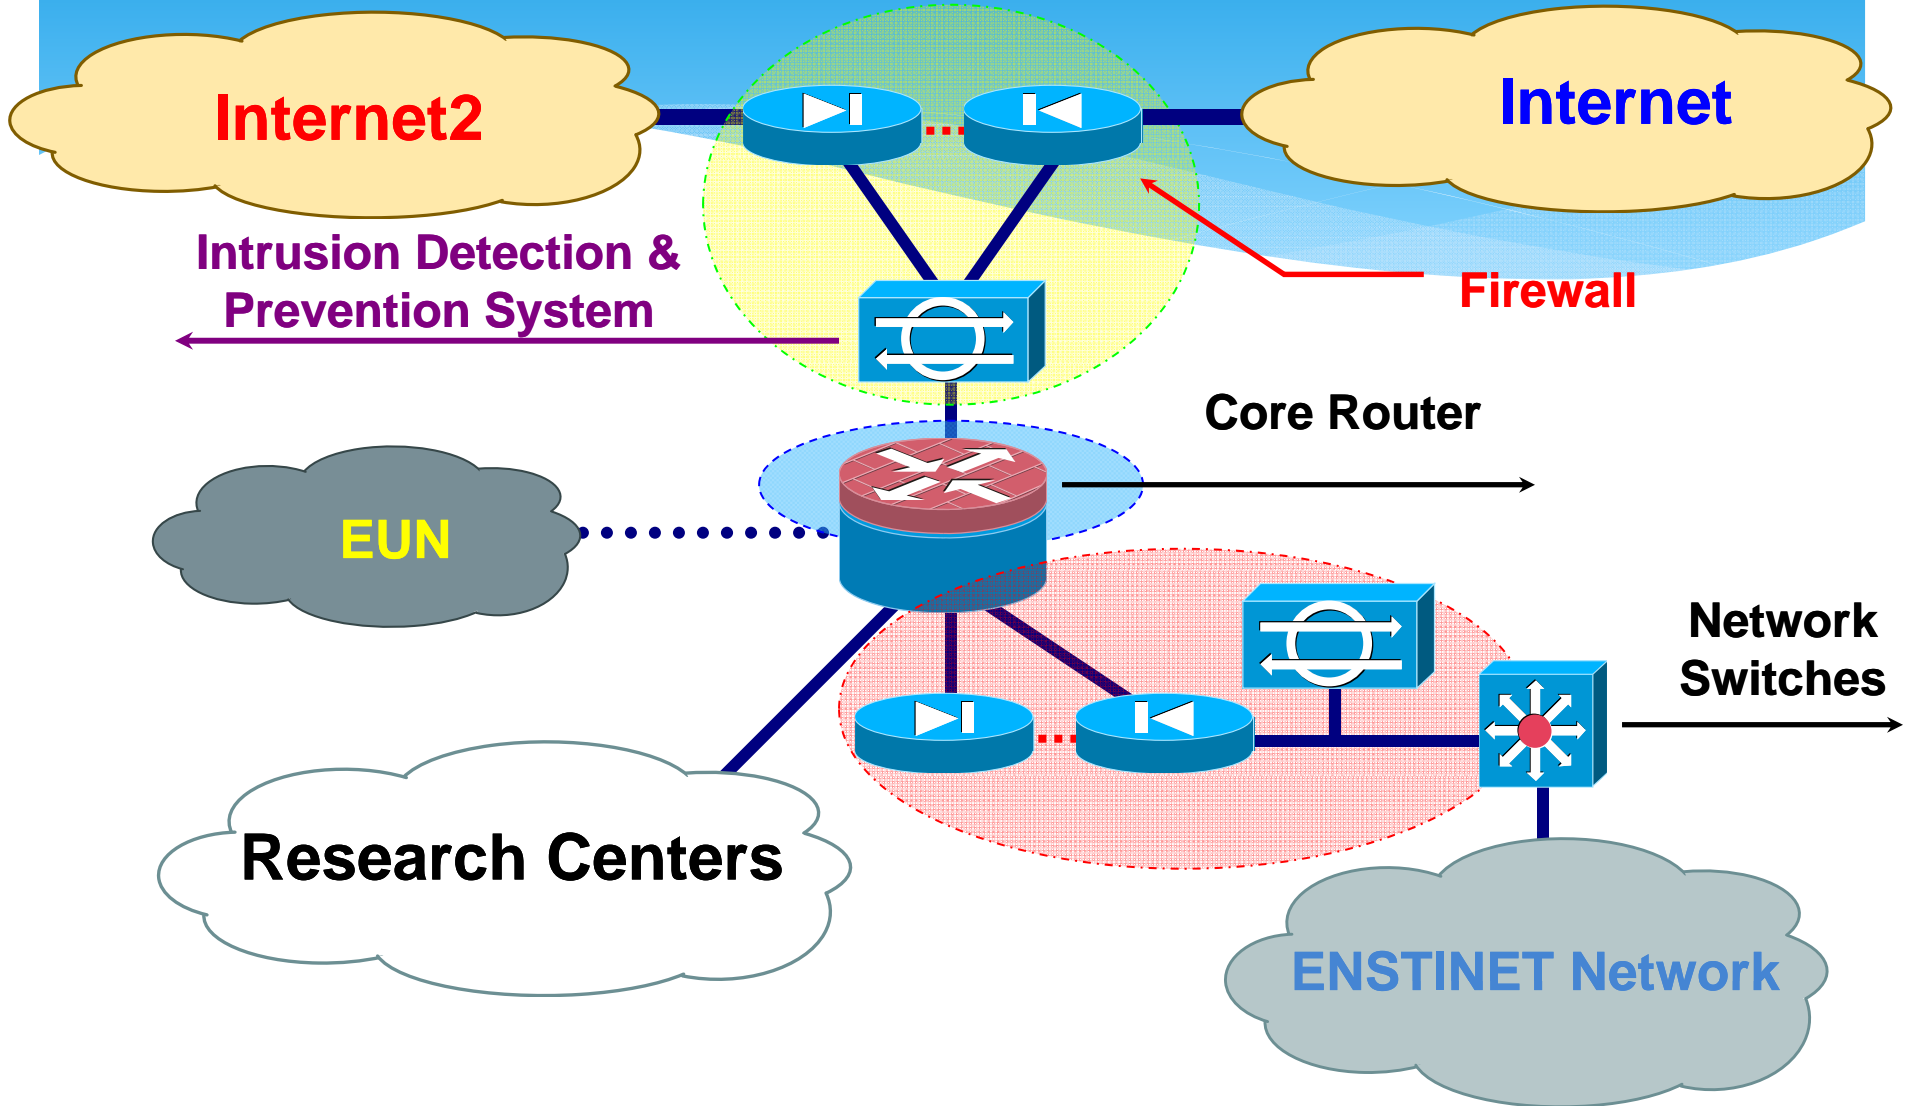 Internet2
Internet
Intrusion Detection &
Prevention System
Firewall
Core Router
EUN
Network
Switches
Research Centers
ENSTINET Network